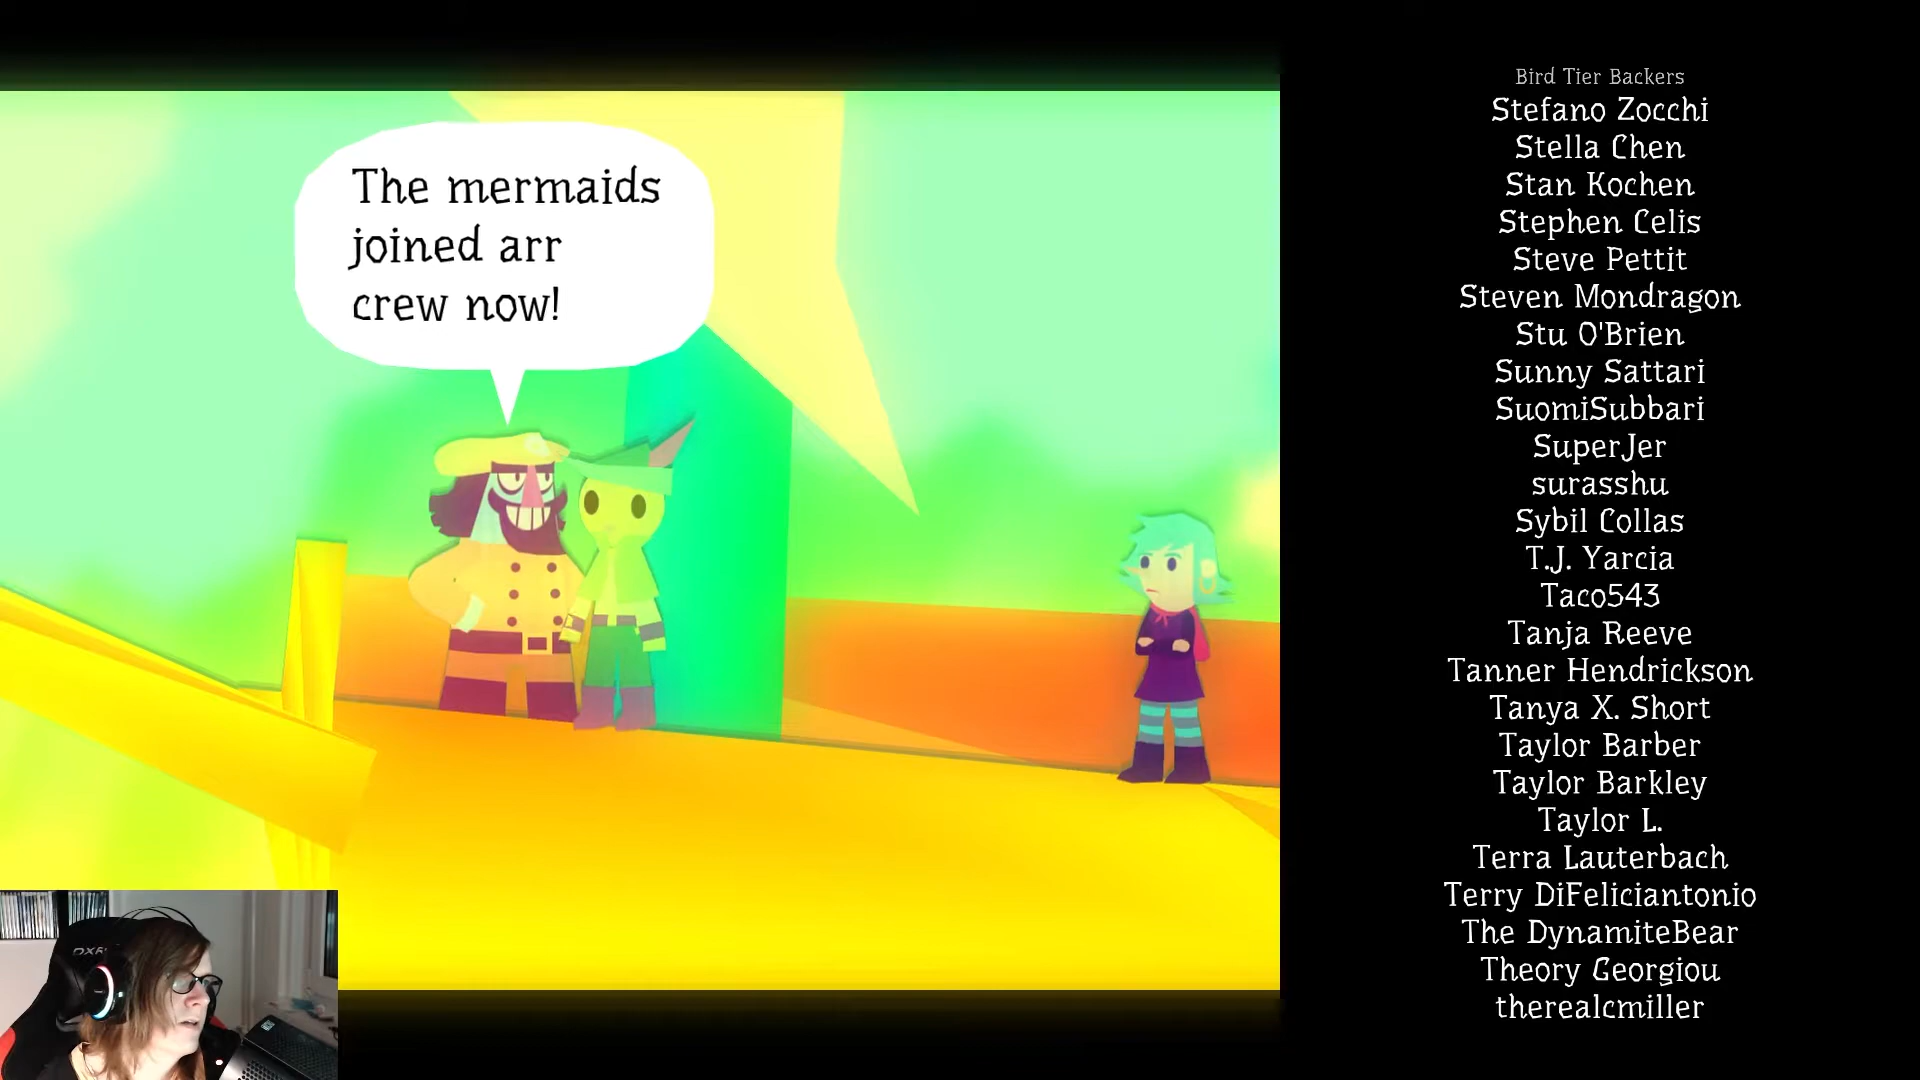 The mermaids
joined arr
crew now!
Bird Tier Backers
Stefano Zocchi
Stella Chen
Stan Kochen
Stephen Celis
Steve Pettit
Steven Mondragon
Stu O'Brien
Sunny Sattari
SuomiSubbari
SuperJer
surasshu
Sybil Collas
T.J. Yarcia
Taco543
Tanja Reeve
Tanner Hendrickson
Tanya X. Short
Taylor Barber
Taylor Barkley
Taylor L.
Terra Lauterbach
Terry DiFeliciantonio
The DynamiteBear
Theory Georgiou
therealcmiller